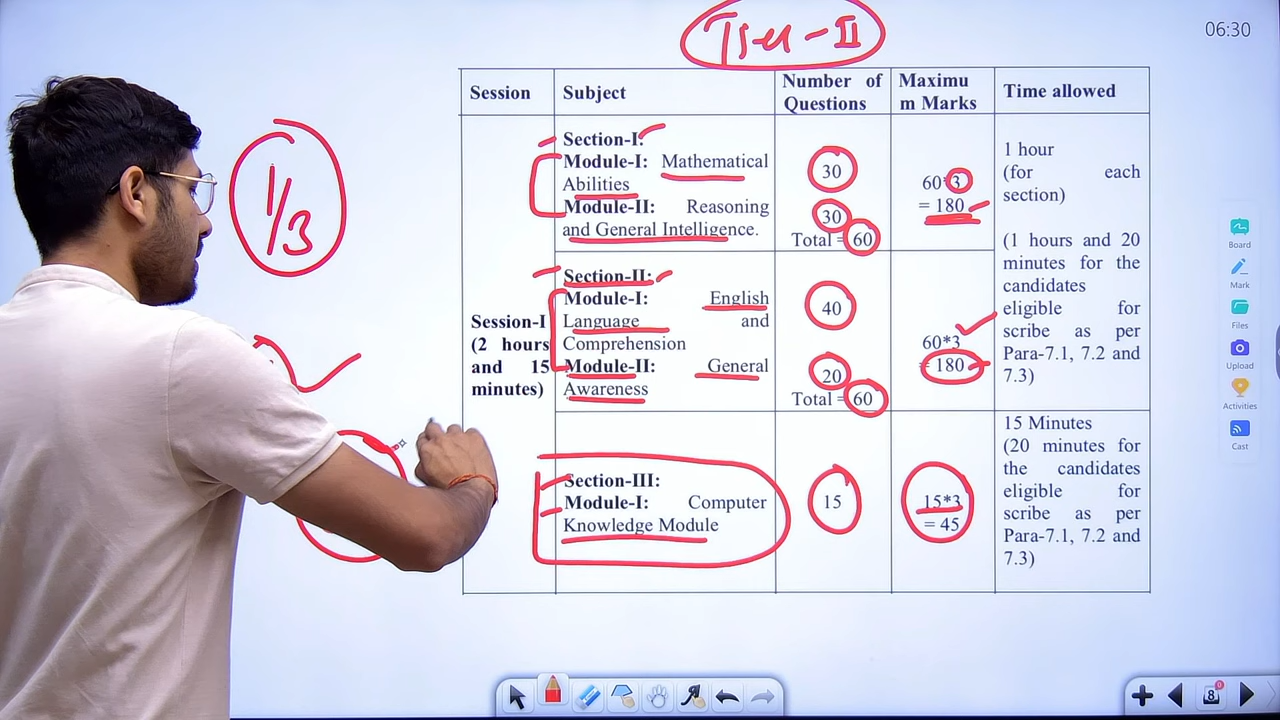 Tier-II
06:30
1/3
Session
Subject
Number of
Questions
Maximu
m Marks
Time allowed
Session-I
(2 hours
and 15
minutes)
Section-I:
Module-I: Mathematical
Abilities
Module-II: Reasoning
and General Intelligence.
30
30
Total = 60
60*3
= 180
1 hour
(for each
section)
(1 hours and 20
minutes for the
candidates
eligible for
scribe as per
Para-7.1, 7.2 and
7.3)
Section-II:
Module-I: English
Language and
Comprehension
Module-II: General
Awareness
40
20
Total = 60
60*3
= 180
Section-III:
Module-I: Computer
Knowledge Module
15
15*3
= 45
15 Minutes
(20 minutes for
the candidates
eligible for
scribe as per
Para-7.1, 7.2 and
7.3)
Board
Mark
Files
Upload
Activities
Cast
8